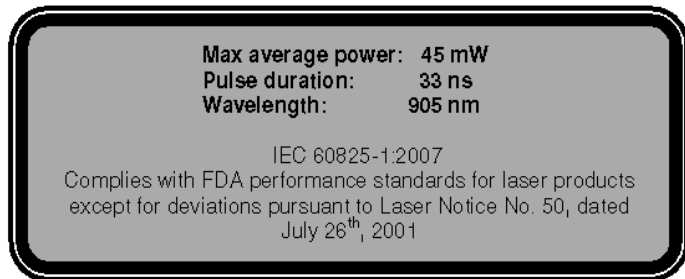 Max average power: 45 mW
Pulse duration: 33 ns
Wavelength: 905 nm
IEC 60825-1:2007
Complies with FDA performance standards for laser products
except for deviations pursuant to Laser Notice No. 50, dated
July 26th, 2001